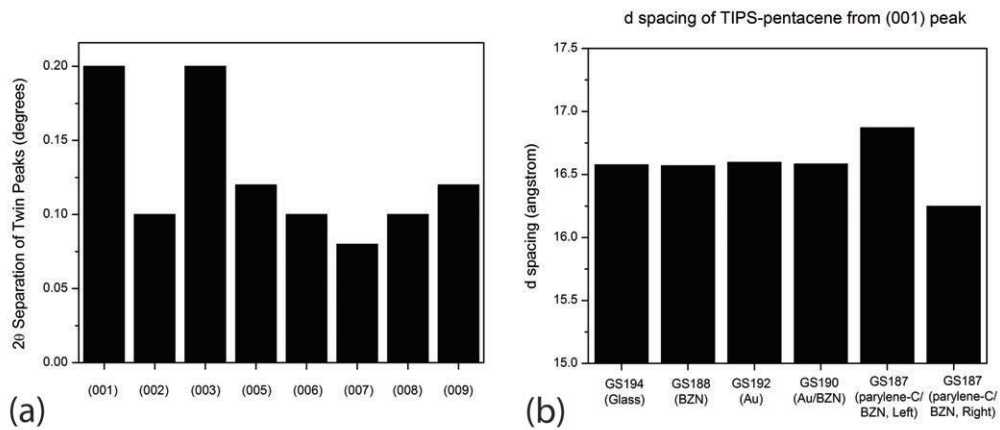 2θ Separation of Twin Peaks (degrees)
0.20
0.15
0.10
0.05
0.00
(001) (002) (003) (005) (006) (007) (008) (009)
(a)
d spacing of TIPS-pentacene from (001) peak
d spacing (angstrom)
17.5
17.0
16.5
16.0
15.5
15.0
GS194 GS188 GS192 GS190 GS187 GS187
(Glass) (BZN) (Au) (Au/BZN) (parylene-C/ (parylene-C/
BZN, Left) BZN, Right)
(b)